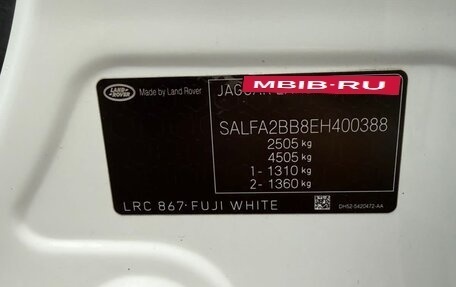 LAND ROVER
Made by Land Rover
JAGUAR
MBIB-RU
SALFA2BB8EH400388
2505 kg
4505 kg
1- 1310 kg
2- 1360 kg
LRC 867·FUJI WHITE
DH52-5420472-AA